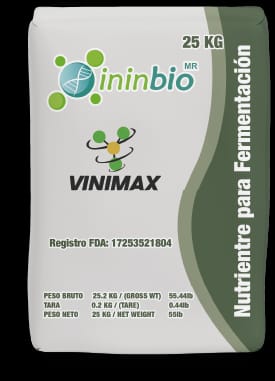 25 KG
ininbio MR
VINIMAX
Registro FDA: 17253521804
PESO BRUTO 25.2 KG / (GROSS WT) 55.44lb
TARA 0.2 KG / (TARE) 0.44lb
PESO NETO 25 KG / NET WEIGHT 55lb
Nutrientre para Fermentación